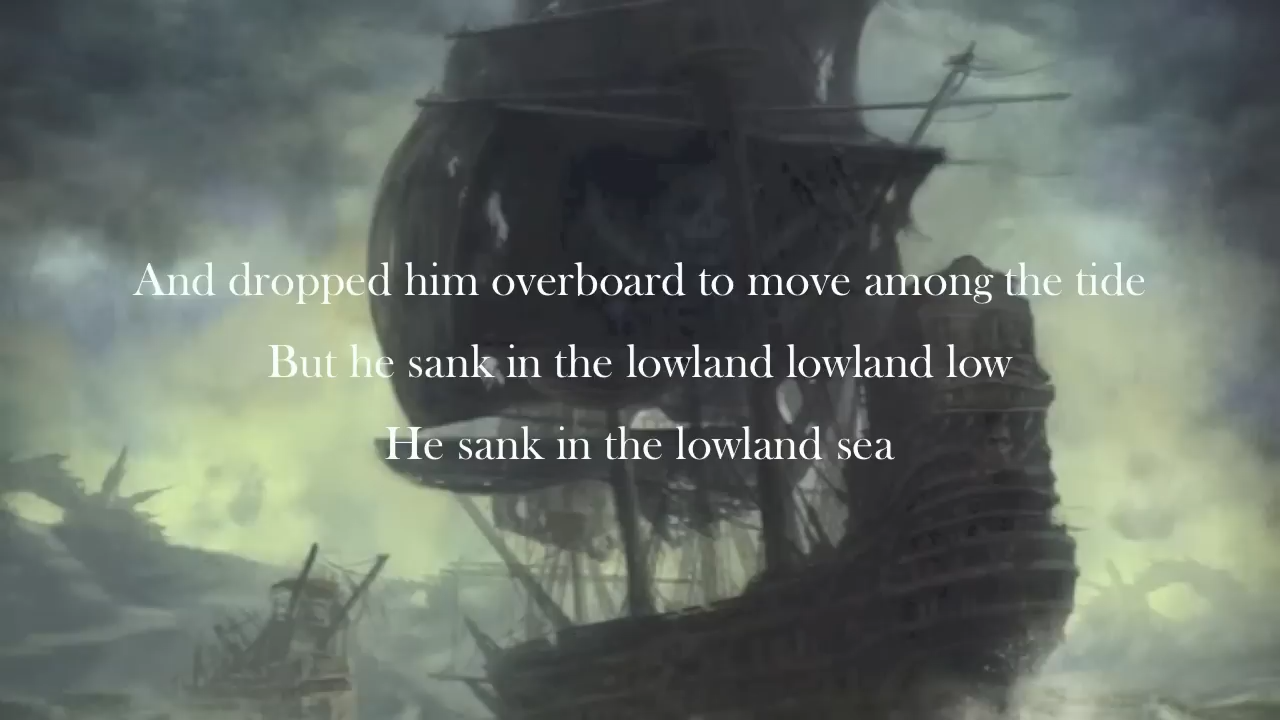 And dropped him overboard to move among the tide
But he sank in the lowland lowland low
He sank in the lowland sea